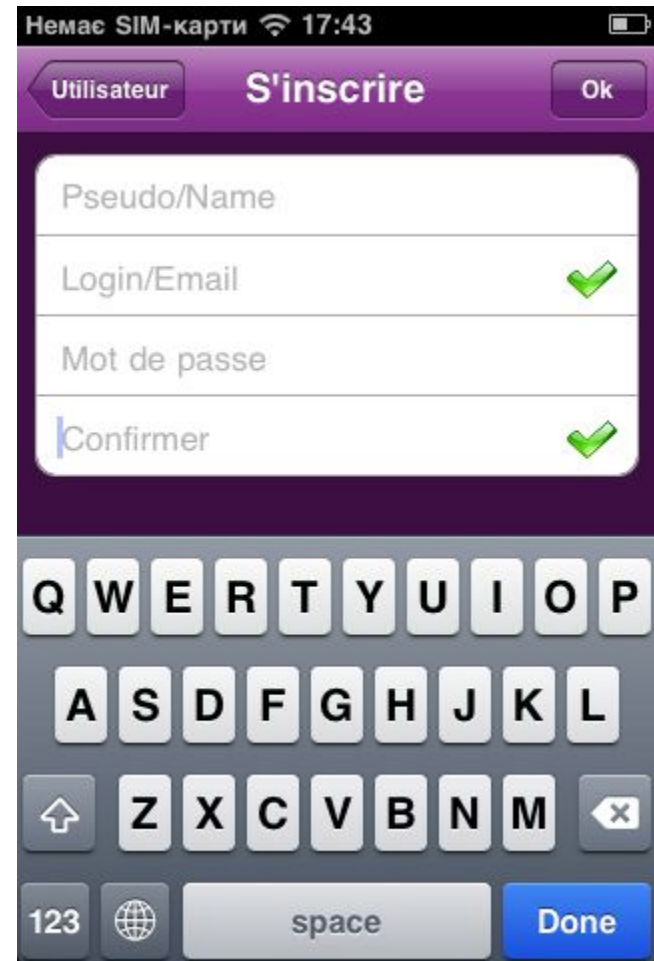 Немає SIM-карти 17:43
Utilisateur S'inscrire Ok
Pseudo/Name
Login/Email
Mot de passe
Confirmer
Q W E R T Y U I O P
A S D F G H J K L
Z X C V B N M
123 space Done